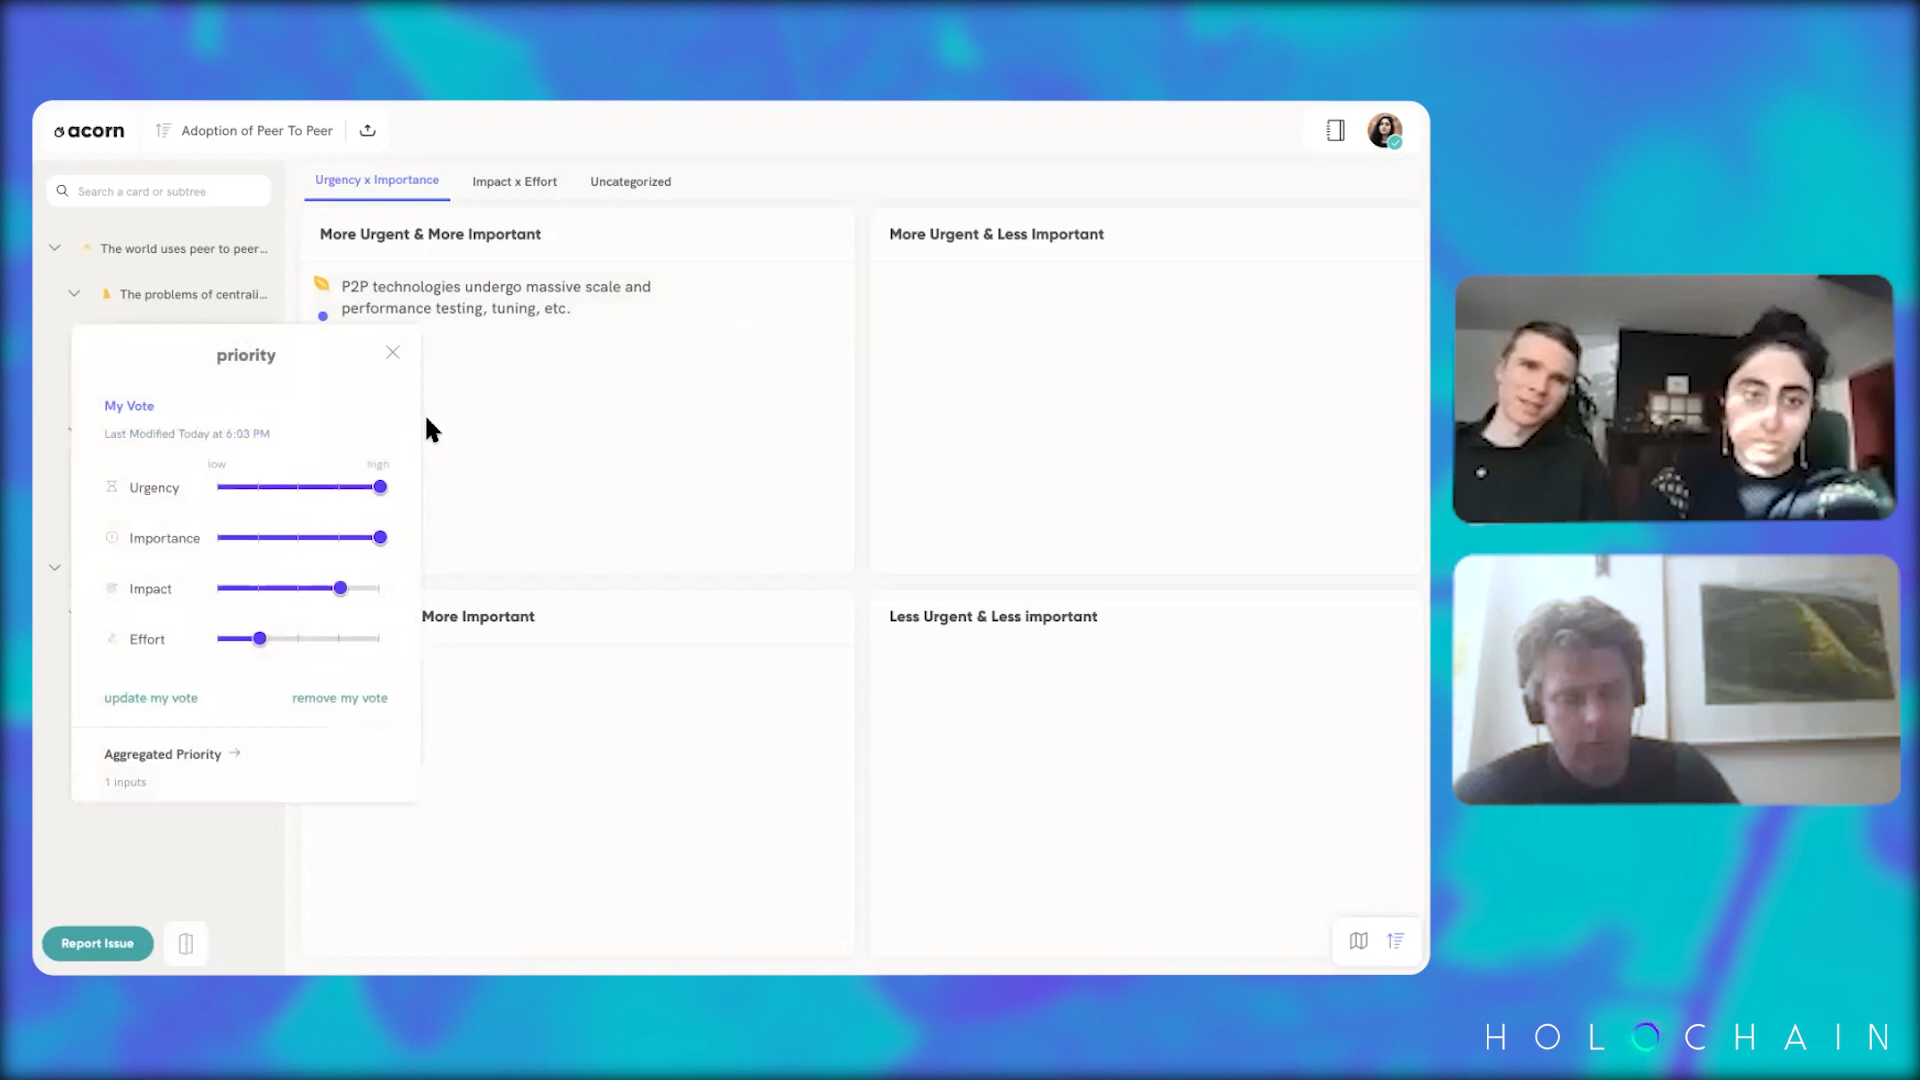 acorn
Adoption of Peer To Peer
Search a card or subtree
Urgency x Importance
Impact x Effort
Uncategorized
The world uses peer to peer...
The problems of centrali...
More Urgent & More Important
P2P technologies undergo massive scale and
performance testing, tuning, etc.
More Urgent & Less Important
priority
My Vote
Last Modified Today at 6:03 PM
low
high
Urgency
Importance
Impact
Effort
update my vote
remove my vote
Aggregated Priority →
1 inputs
More Important
Less Urgent & Less important
Report Issue
HOLOCHAIN